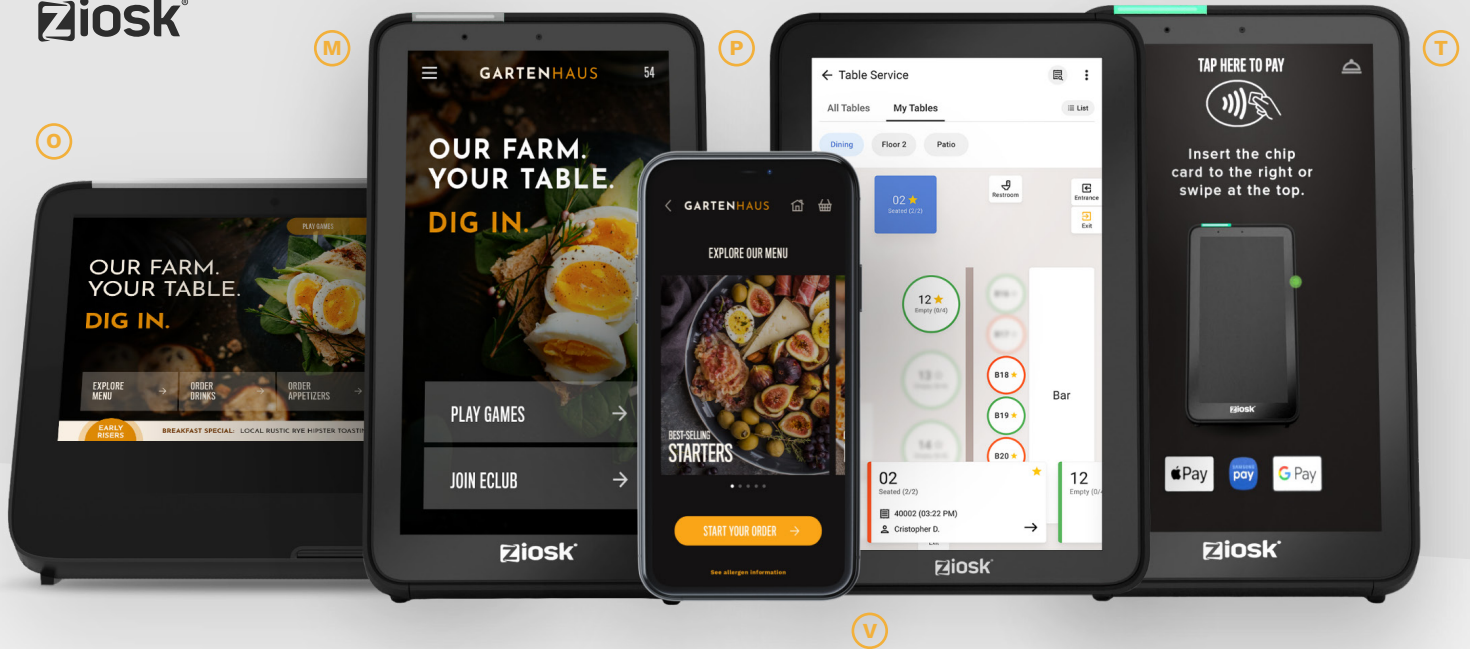 Ziosk®
M
P
T
O
PLAY GAMES
OUR FARM.
YOUR TABLE.
DIG IN.
EXPLORE
MENU
ORDER
DRINKS
ORDER
APPETIZERS
EARLY
RISERS
BREAKFAST SPECIAL: LOCAL RUSTIC RYE HIPSTER
GARTENHAUS
54
OUR FARM.
YOUR TABLE.
DIG IN.
PLAY GAMES
JOIN ECLUB
Ziosk
GARTENHAUS
EXPLORE OUR MENU
BEST-SELLING
STARTERS
START YOUR ORDER
See allergen information
Table Service
All Tables
My Tables
List
Dining
Floor 2
Patio
02
Seated (2/2)
Restroom
Entrance
Exit
12
Empty (0/4)
B18
B19
B20
Bar
02
Seated (2/2)
40002 (03:22 PM)
Cristopher D.
12
Empty
Ziosk
TAP HERE TO PAY
Insert the chip
card to the right or
swipe at the top.
Ziosk
Apple Pay
SAMSUNG
pay
G Pay
Ziosk
V